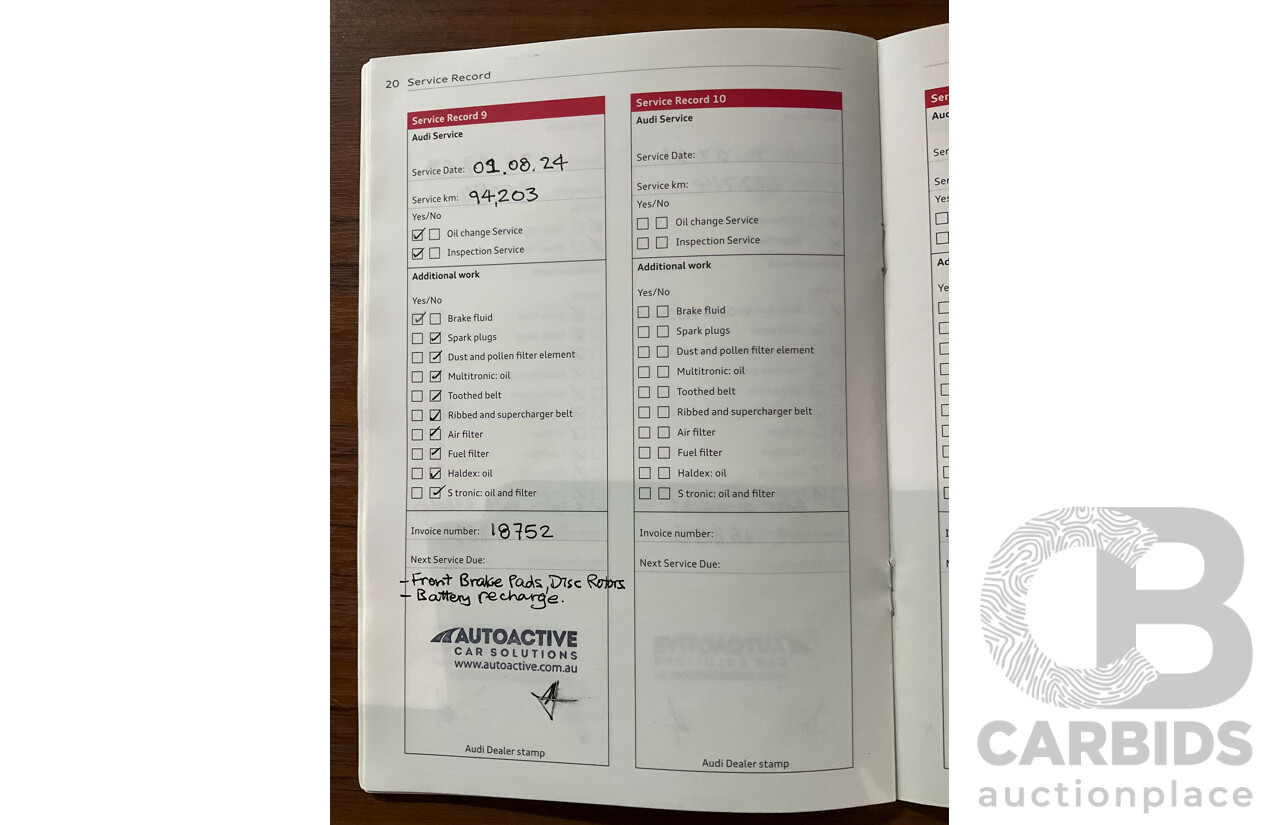 20 Service Record
Service Record 9
Audi Service
Service Date: 01.08.24
Service km: 94,203
Yes/No
Oil change Service
Inspection Service
Additional work
Yes/No
Brake fluid
Spark plugs
Dust and pollen filter element
Multitronic: oil
Toothed belt
Ribbed and supercharger belt
Air filter
Fuel filter
Haldex: oil
S tronic: oil and filter
Invoice number: 18752
Next Service Due:
- Front Brake Pads, Disc Rotors
- Battery recharge.
AUTOACTIVE
CAR SOLUTIONS
www.autoactive.com.au
Audi Dealer stamp
Service Record 10
Audi Service
Service Date:
Service km:
Yes/No
Oil change Service
Inspection Service
Additional work
Yes/No
Brake fluid
Spark plugs
Dust and pollen filter element
Multitronic: oil
Toothed belt
Ribbed and supercharger belt
Air filter
Fuel filter
Haldex: oil
S tronic: oil and filter
Invoice number:
Next Service Due:
Audi Dealer stamp
CB
CARBIDS
auctionplace